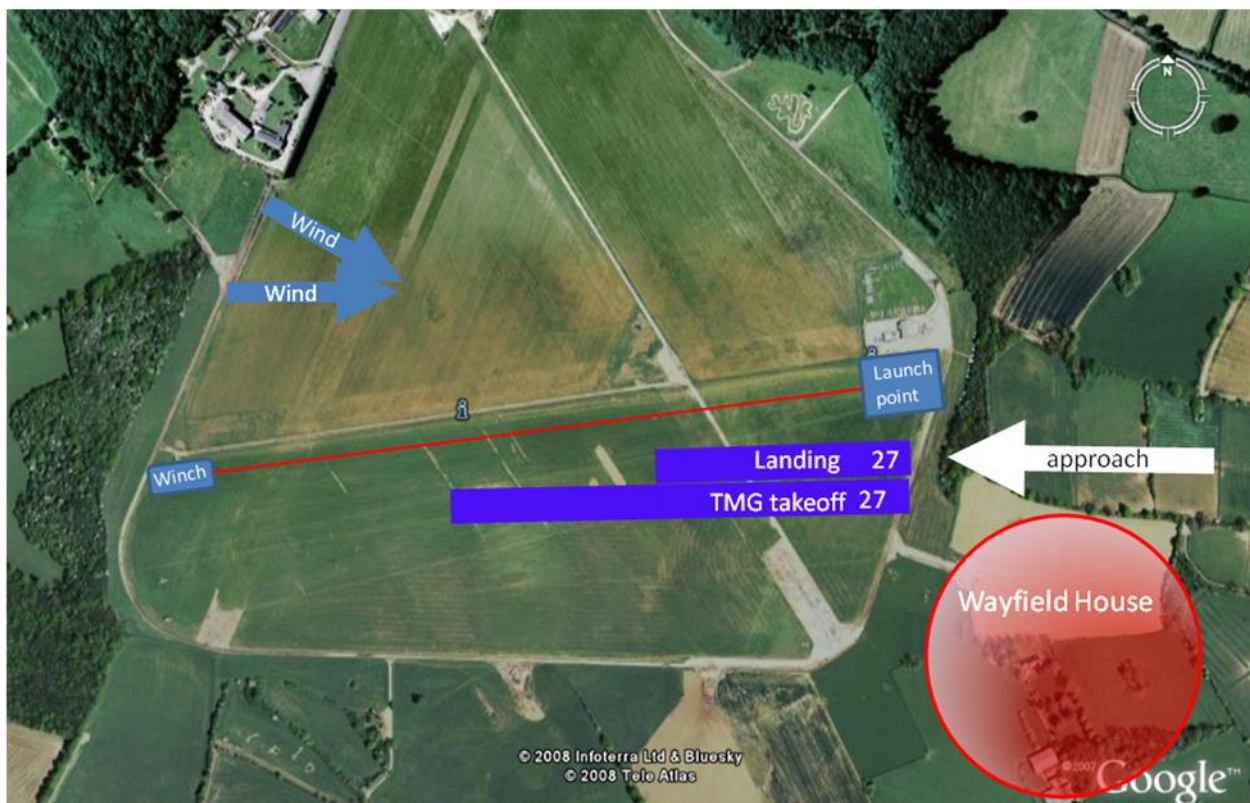 N
Wind
Wind
Launch
point
Winch
Landing 27
approach
TMG takeoff 27
Wayfield House
© 2008 Infoterra Ltd & Bluesky
© 2008 Tele Atlas
©2007 Google™